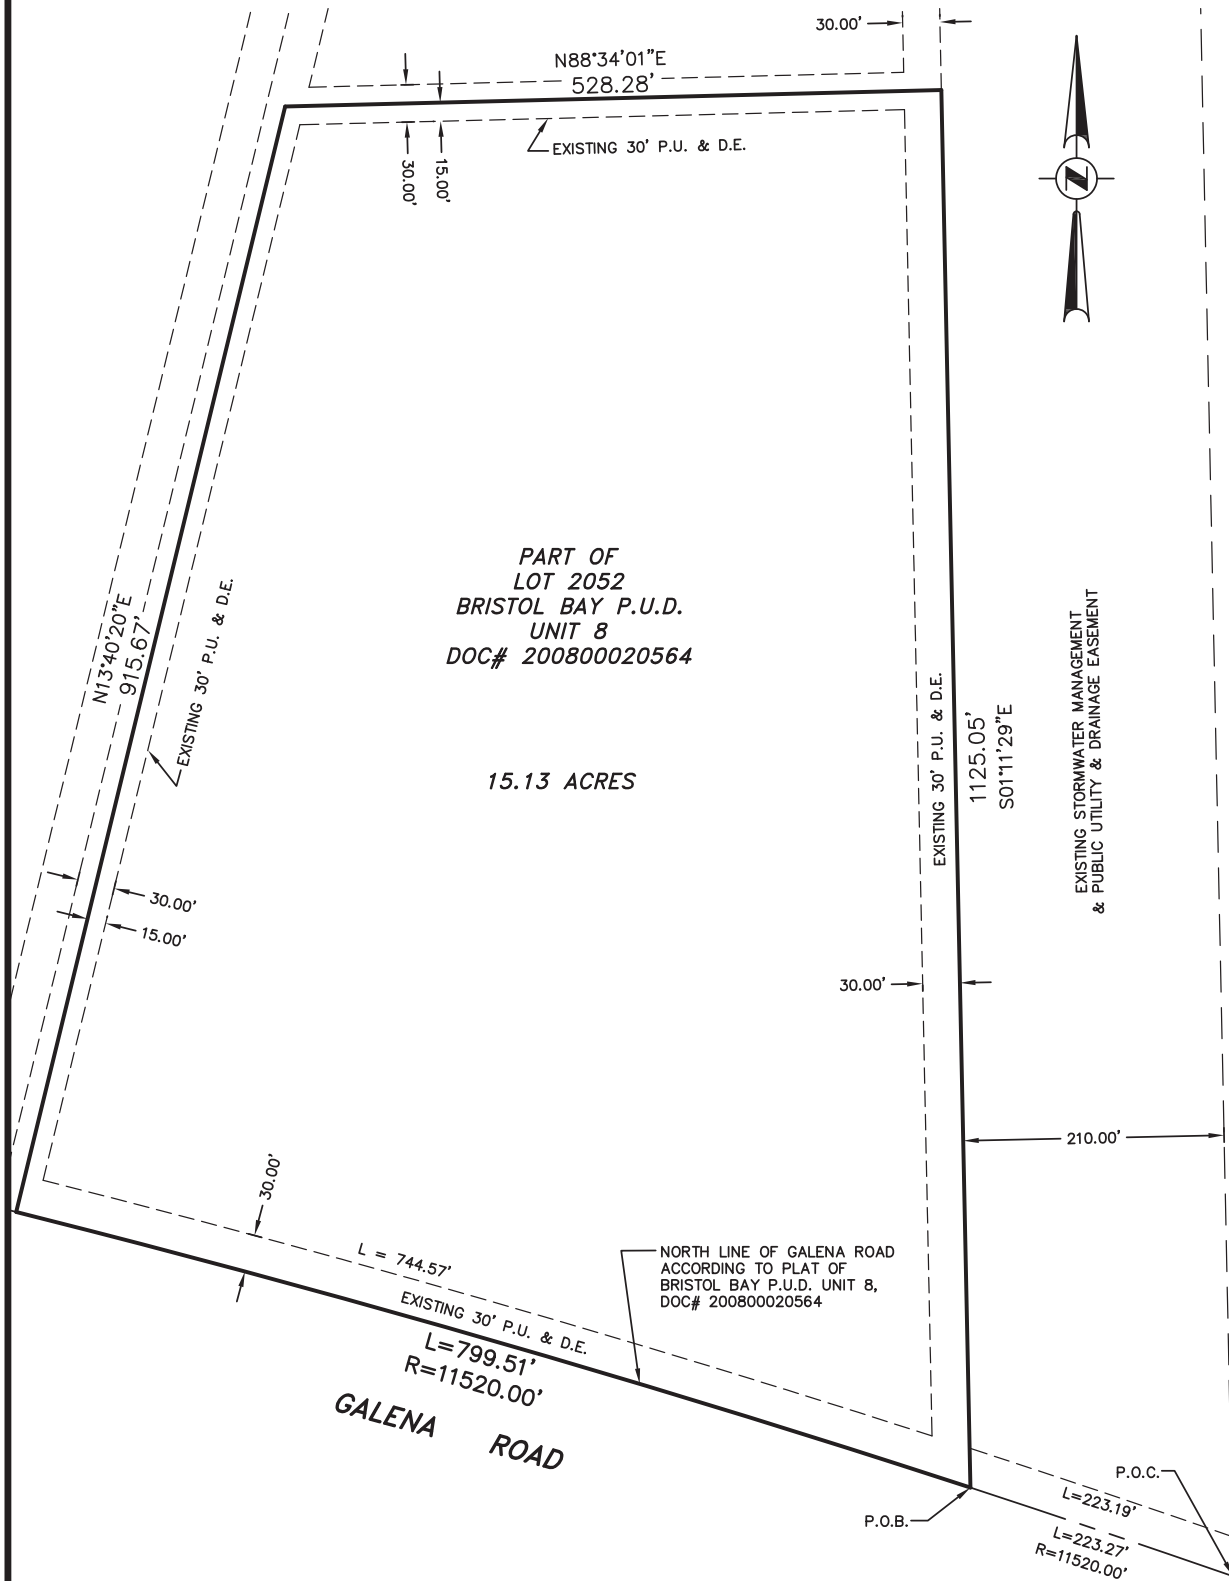 30.00'
N88°34'01"E
528.28'
EXISTING 30' P.U. & D.E.
30.00'
15.00'
N
PART OF
LOT 2052
BRISTOL BAY P.U.D.
UNIT 8
DOC# 200800020564
15.13 ACRES
N13°40'20"E
915.67'
EXISTING 30' P.U. & D.E.
30.00'
15.00'
EXISTING 30' P.U. & D.E.
1125.05'
S01°11'29"E
EXISTING STORMWATER MANAGEMENT
& PUBLIC UTILITY & DRAINAGE EASEMENT
30.00'
210.00'
30.00'
L = 744.57'
EXISTING 30' P.U. & D.E.
L=799.51'
R=11520.00'
NORTH LINE OF GALENA ROAD
ACCORDING TO PLAT OF
BRISTOL BAY P.U.D. UNIT 8,
DOC# 200800020564
GALENA ROAD
P.O.B.
P.O.C.
L=223.19'
L=223.27'
R=11520.00'